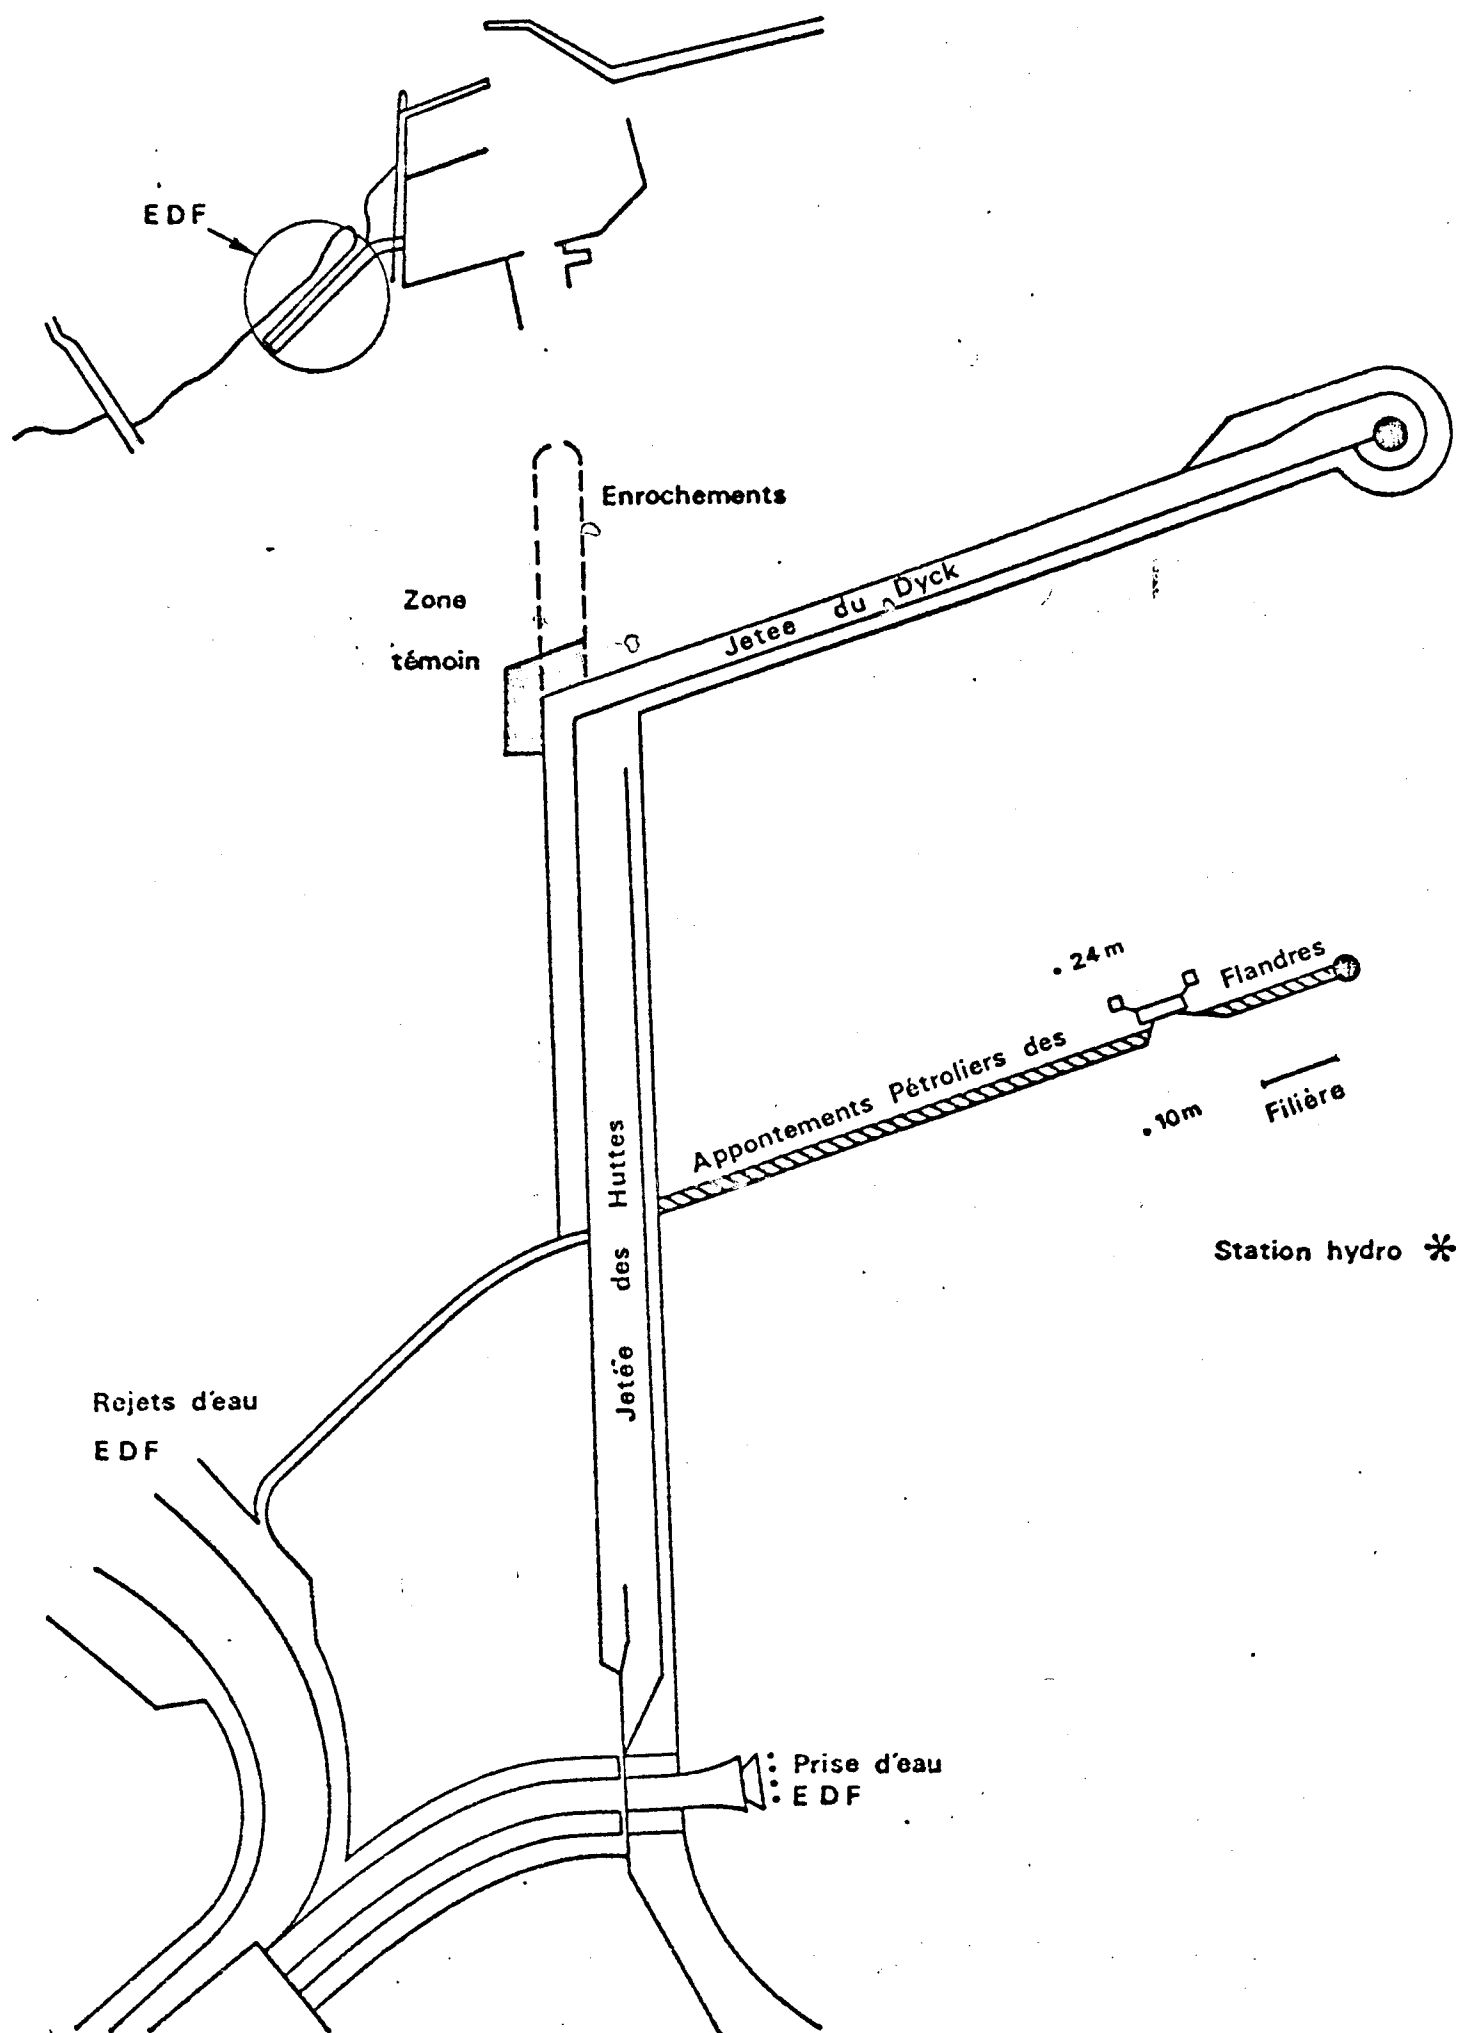 EDF
Enrochements
Zone
témoin
Jetee du Dyck
.24m
Flandres
Appontements Pétroliers des
.10m
Filière
Jetée des Huttes
Station hydro *
Rejets d'eau
EDF
Prise d'eau
EDF